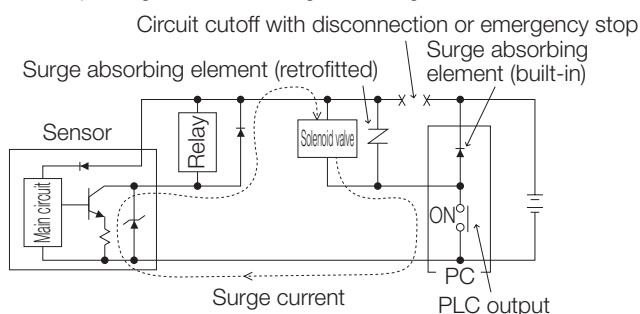 Circuit cutoff with disconnection or emergency stop
Surge absorbing
element (built-in)
Surge absorbing element (retrofitted)
Sensor
Main circuit
Relay
Solenoid valve
ON
PC
Surge current
PLC output